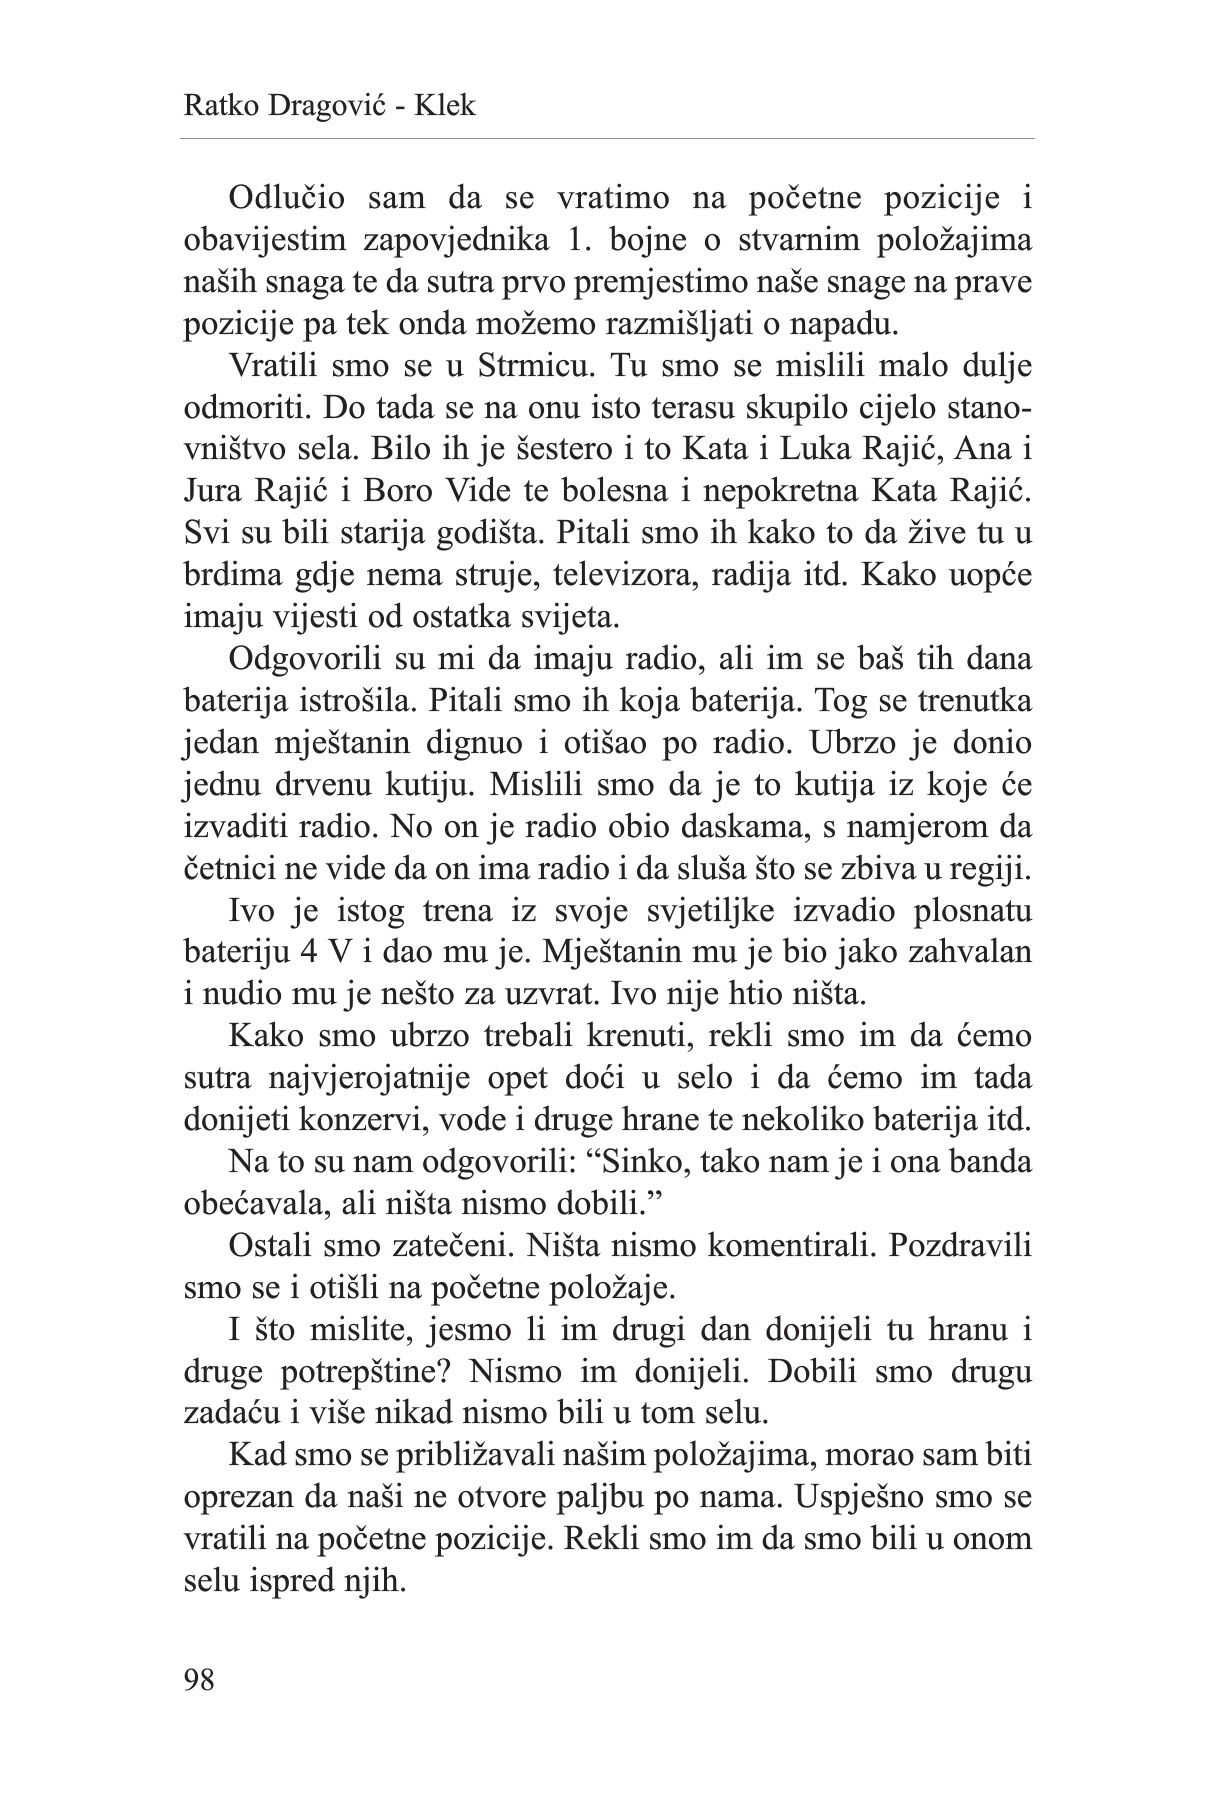 Ratko Dragović - Klek
Odlučio sam da se vratimo na početne pozicije i
obavijestim zapovjednika 1. bojne o stvarnim položajima
naših snaga te da sutra prvo premjestimo naše snage na prave
pozicije pa tek onda možemo razmišljati o napadu.
Vratili smo se u Strmicu. Tu smo se mislili malo dulje
odmoriti. Do tada se na onu isto terasu skupilo cijelo stano-
vništvo sela. Bilo ih je šestero i to Kata i Luka Rajić, Ana i
Jura Rajić i Boro Vide te bolesna i nepokretna Kata Rajić.
Svi su bili starija godišta. Pitali smo ih kako to da žive tu u
brdima gdje nema struje, televizora, radija itd. Kako uopće
imaju vijesti od ostatka svijeta.
Odgovorili su mi da imaju radio, ali im se baš tih dana
baterija istrošila. Pitali smo ih koja baterija. Tog se trenutka
jedan mještanin dignuo i otišao po radio. Ubrzo je donio
jednu drvenu kutiju. Mislili smo da je to kutija iz koje će
izvaditi radio. No on je radio obio daskama, s namjerom da
četnici ne vide da on ima radio i da sluša što se zbiva u regiji.
Ivo je istog trena iz svoje svjetiljke izvadio plosnatu
bateriju 4 V i dao mu je. Mještanin mu je bio jako zahvalan
i nudio mu je nešto za uzvrat. Ivo nije htio ništa.
Kako smo ubrzo trebali krenuti, rekli smo im da ćemo
sutra najvjerojatnije opet doći u selo i da ćemo im tada
donijeti konzervi, vode i druge hrane te nekoliko baterija itd.
Na to su nam odgovorili: “Sinko, tako nam je i ona banda
obećavala, ali ništa nismo dobili.”
Ostali smo zatečeni. Ništa nismo komentirali. Pozdravili
smo se i otišli na početne položaje.
I što mislite, jesmo li im drugi dan donijeli tu hranu i
druge potrepštine? Nismo im donijeli. Dobili smo drugu
zadaću i više nikad nismo bili u tom selu.
Kad smo se približavali našim položajima, morao sam biti
oprezan da naši ne otvore paljbu po nama. Uspješno smo se
vratili na početne pozicije. Rekli smo im da smo bili u onom
selu ispred njih.
98